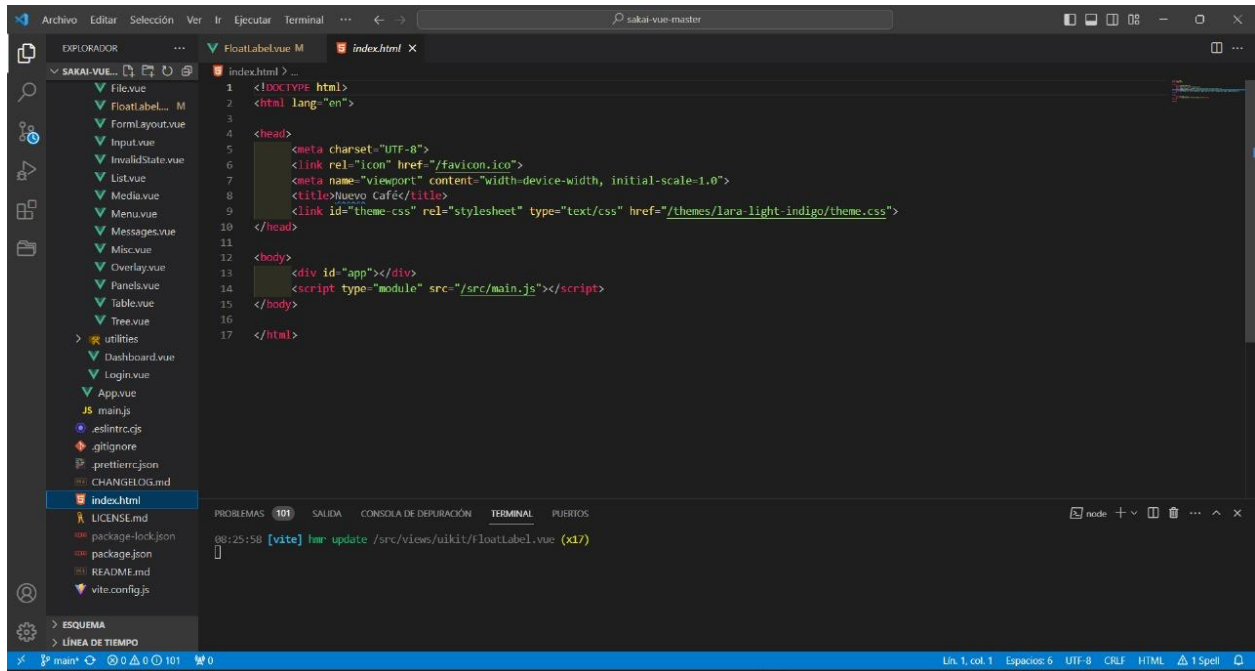 Archivo Editar Selección Ver Ir Ejecutar Terminal ··· sakai-vue-master
EXPLORADOR ···
SAKAI-VUE...
File.vue
FloatLabel.... M
FormLayout.vue
Input.vue
InvalidState.vue
List.vue
Media.vue
Menu.vue
Messages.vue
Misc.vue
Overlay.vue
Panels.vue
Table.vue
Tree.vue
utilities
Dashboard.vue
Login.vue
App.vue
JS main.js
.eslintrc.cjs
.gitignore
.prettierrc.json
CHANGELOG.md
index.html
LICENSE.md
package-lock.json
package.json
README.md
vite.config.js
ESQUEMA
LÍNEA DE TIEMPO
FloatLabel.vue M index.html
index.html > ...
1 <!DOCTYPE html>
2 <html lang="en">
3
4 <head>
5 <meta charset="UTF-8">
6 <link rel="icon" href="/favicon.ico">
7 <meta name="viewport" content="width=device-width, initial-scale=1.0">
8 <title>Nuevo Café</title>
9 <link id="theme-css" rel="stylesheet" type="text/css" href="/themes/lara-light-indigo/theme.css">
10 </head>
11
12 <body>
13 <div id="app"></div>
14 <script type="module" src="/src/main.js"></script>
15 </body>
16
17 </html>
PROBLEMAS 101 SALIDA CONSOLA DE DEPURACIÓN TERMINAL PUERTOS node
08:25:58 [vite] hmr update /src/views/uikit/FloatLabel.vue (x17)
main* 0 0 101 0 Lín. 1, col. 1 Espacios: 6 UTF-8 CRLF HTML 1 Spell